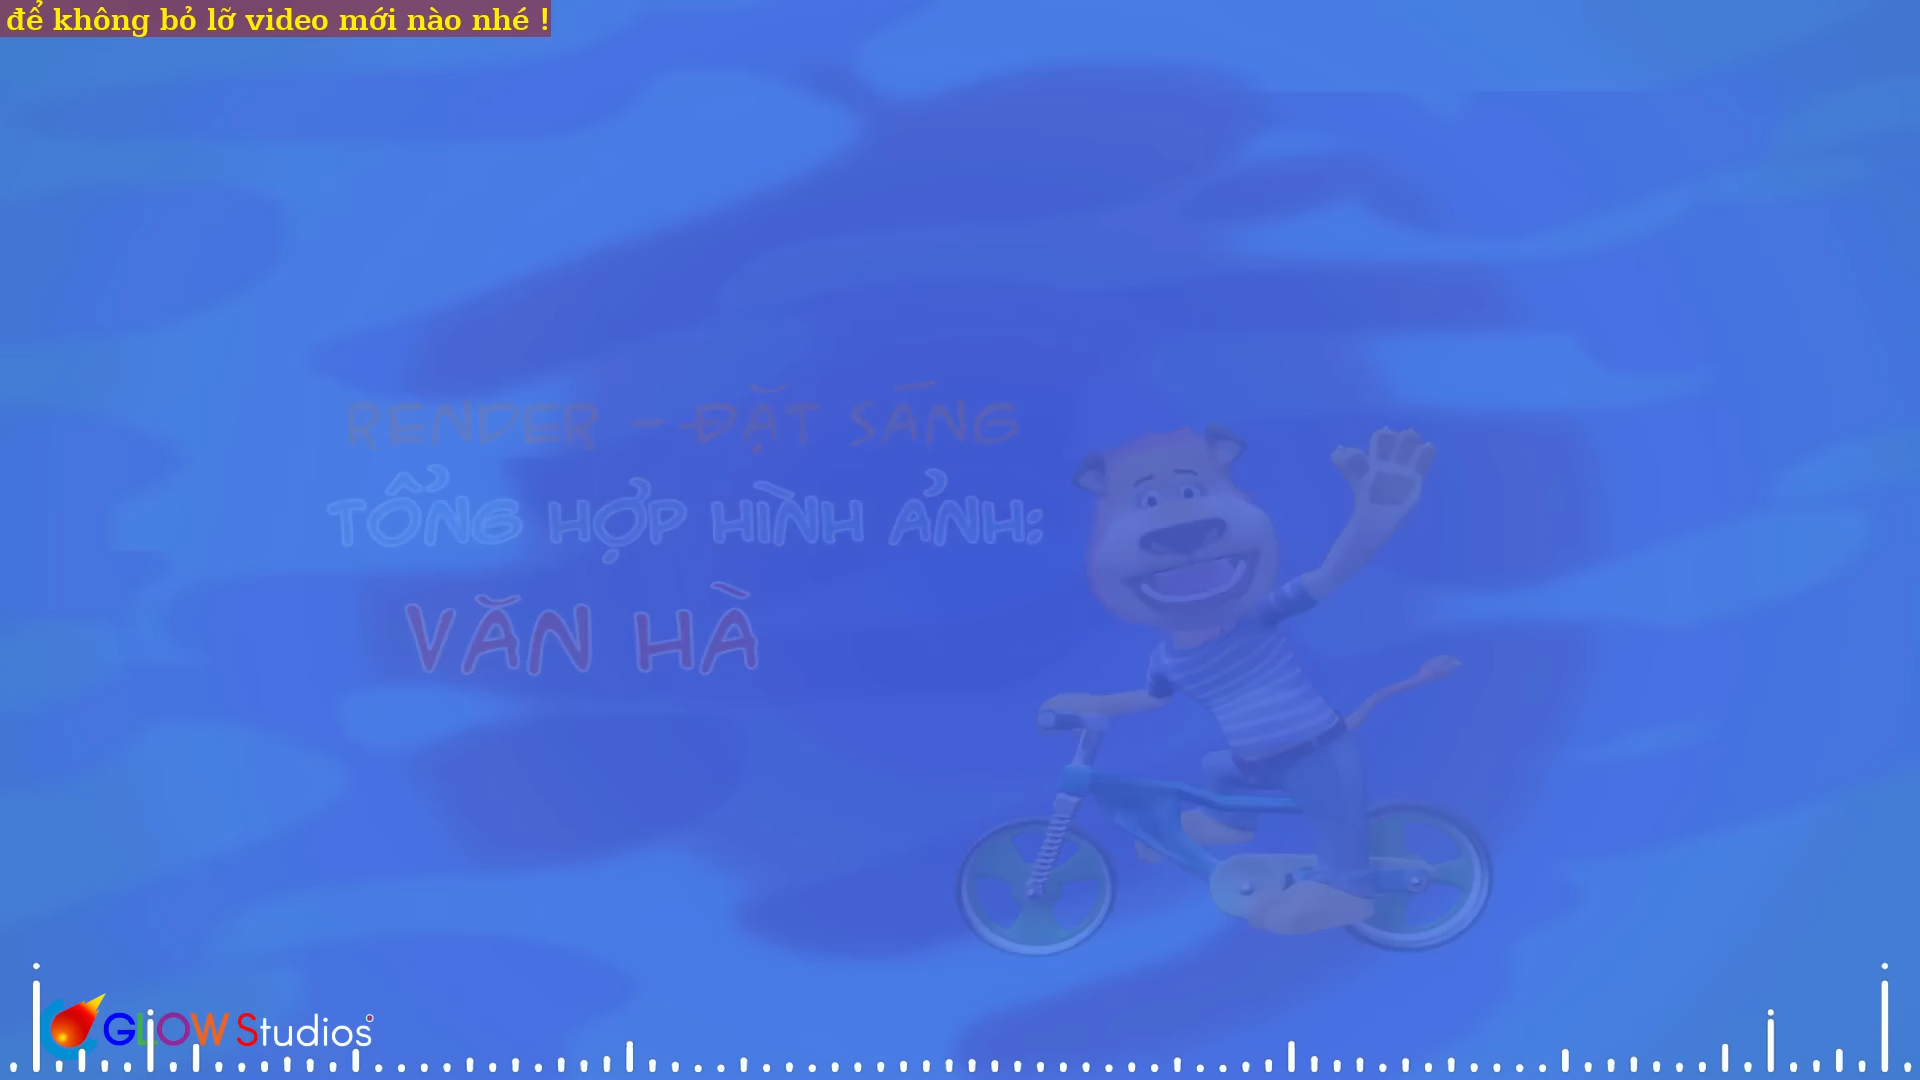 để không bỏ lỡ video mới nào nhé !
RENDER - ĐẶT SÁNG
TỔNG HỢP HÌNH ẢNH:
VĂN HÀ
GLOW Studios